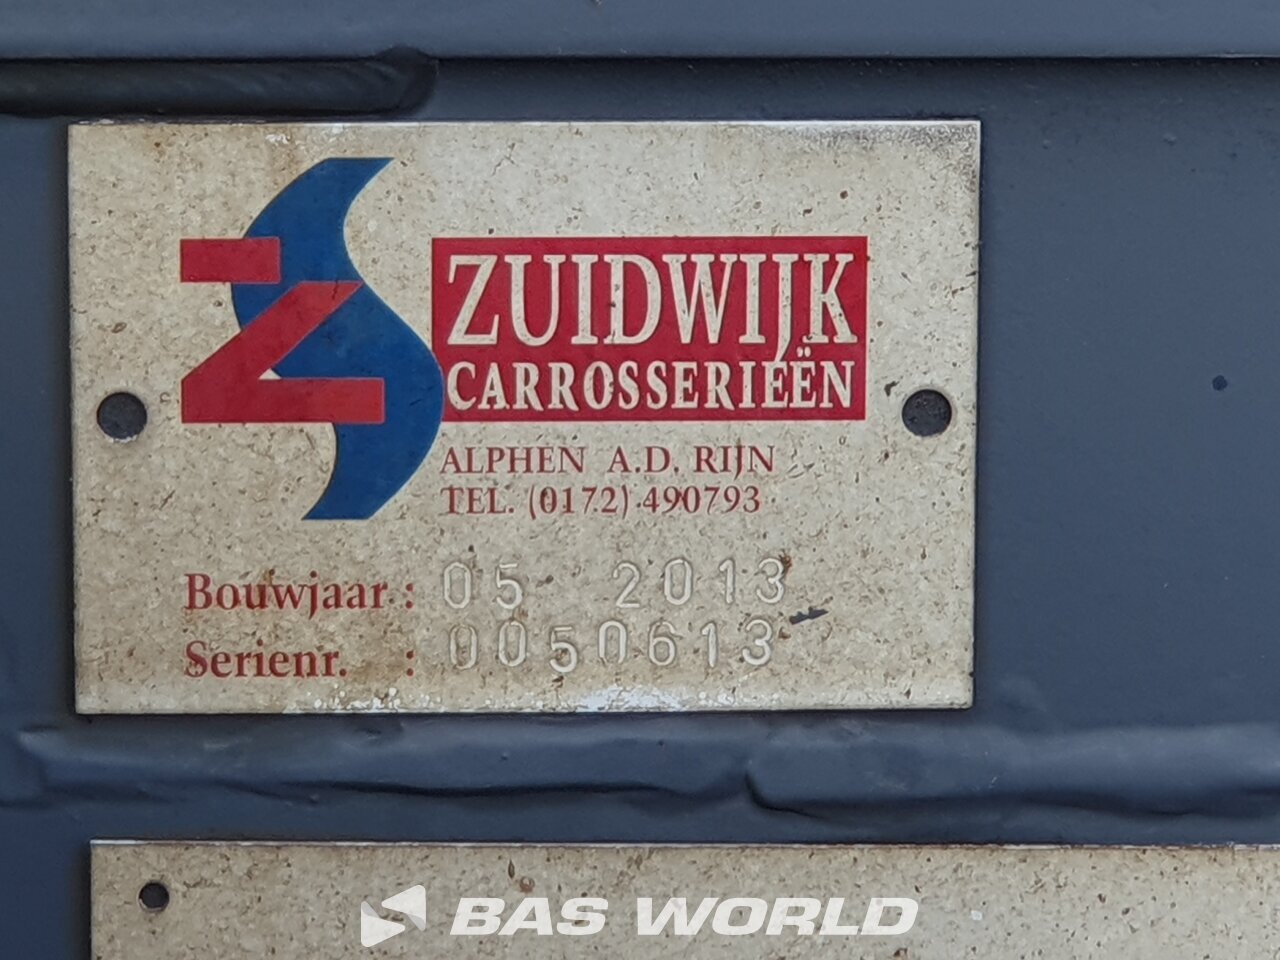 ZUIDWIJK
CARROSSERIEËN
ALPHEN A.D. RIJN
TEL. (0172) 490793
Bouwjaar : 05 2013
Serienr. : 0050613
BAS WORLD